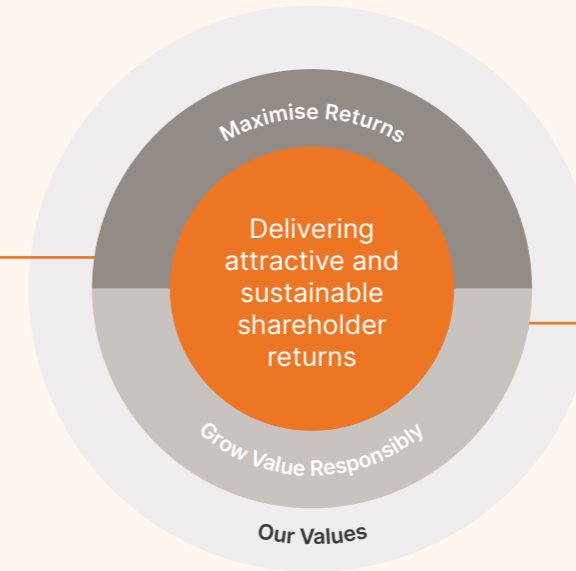 Maximise Returns
Delivering
attractive and
sustainable
shareholder
returns
Grow Value Responsibly
Our Values